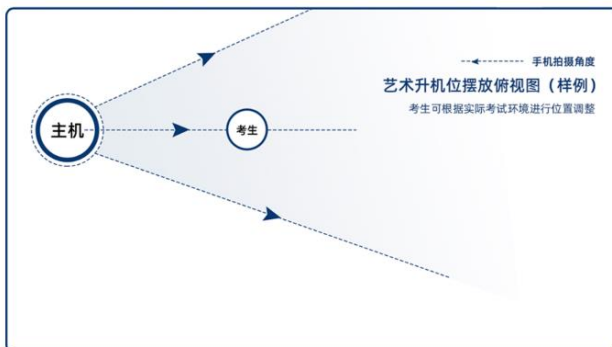 手机拍摄角度
艺术升机位摆放俯视图（样例）
考生可根据实际考试环境进行位置调整
主机
考生